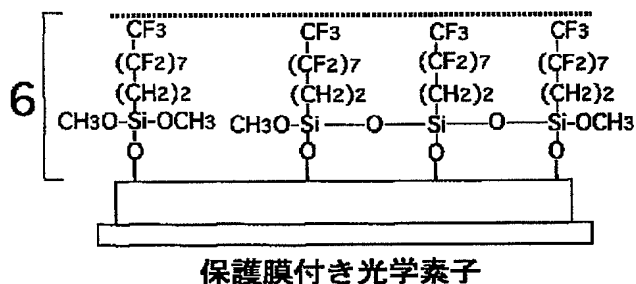 CF3 CF3 CF3 CF3
(CF2)7 (CF2)7 (CF2)7 (CF2)7
6 (CH2)2 (CH2)2 (CH2)2 (CH2)2
CH3O-Si-OCH3 CH3O-Si-O-Si-O-Si-OCH3
O O O O
保護膜付き光学素子